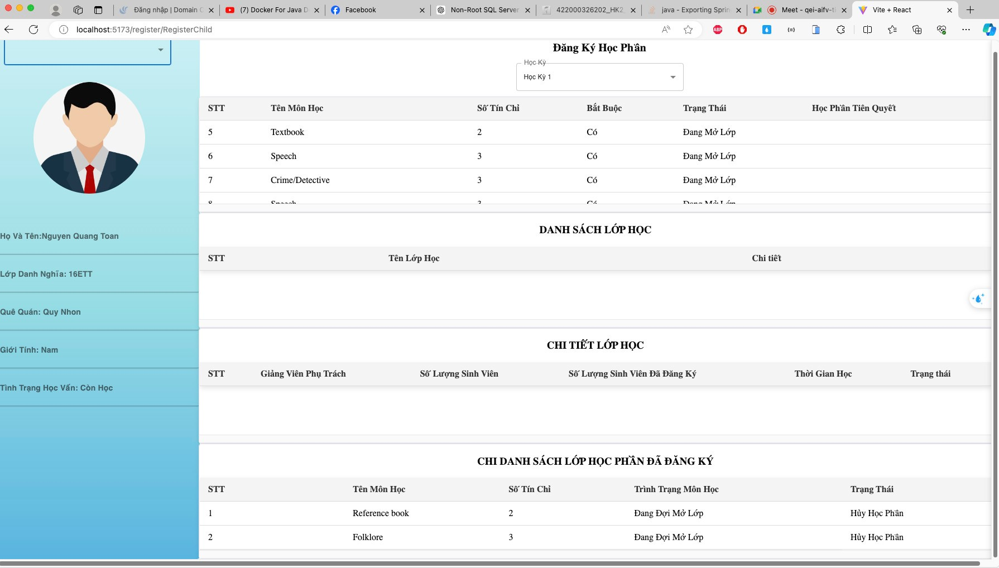 Đăng nhập | Domain C
(7) Docker For Java D
Facebook
Non-Root SQL Server
422000326202_HK2
java - Exporting Sprin
Meet - qei-aifv-ti
Vite + React
localhost:5173/register/RegisterChild
ABP
Đăng Ký Học Phần
Học Kỳ
Học Kỳ 1
STT Tên Môn Học Số Tín Chỉ Bắt Buộc Trạng Thái Học Phần Tiên Quyết
5 Textbook 2 Có Đang Mở Lớp
6 Speech 3 Có Đang Mở Lớp
7 Crime/Detective 3 Có Đang Mở Lớp
8 Speech 3 Có Đang Mở Lớp
Họ Và Tên:Nguyen Quang Toan
Lớp Danh Nghĩa: 16ETT
Quê Quán: Quy Nhon
Giới Tính: Nam
Tình Trạng Học Vấn: Còn Học
DANH SÁCH LỚP HỌC
STT Tên Lớp Học Chi tiết
CHI TIẾT LỚP HỌC
STT Giảng Viên Phụ Trách Số Lượng Sinh Viên Số Lượng Sinh Viên Đã Đăng Ký Thời Gian Học Trạng thái
CHI DANH SÁCH LỚP HỌC PHẦN ĐÃ ĐĂNG KÝ
STT Tên Môn Học Số Tín Chỉ Trình Trạng Môn Học Trạng Thái
1 Reference book 2 Đang Đợi Mở Lớp Hủy Học Phần
2 Folklore 3 Đang Đợi Mở Lớp Hủy Học Phần